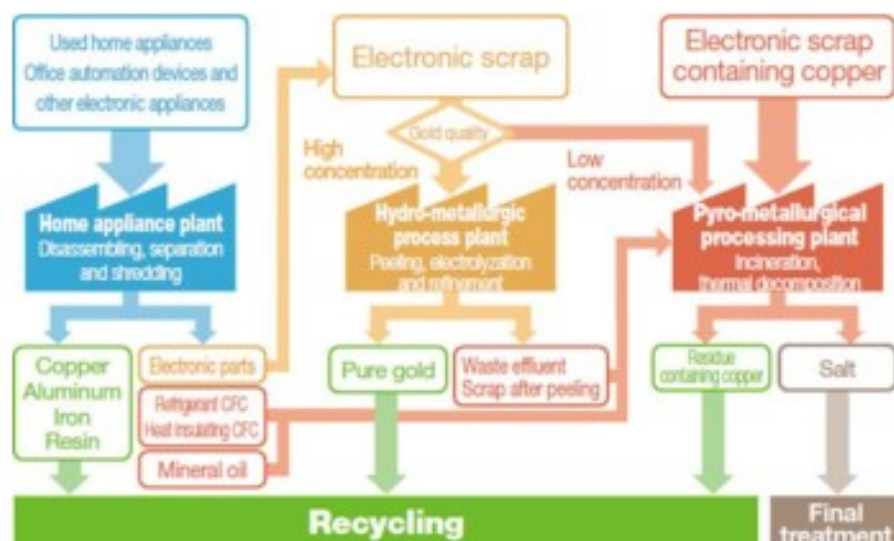 Used home appliances
Office automation devices and
other electronic appliances
Electronic scrap
Electronic scrap
containing copper
Gold quality
High
concentration
Low
concentration
Home appliance plant
Disassembling, separation
and shredding
Hydro-metallurgic
process plant
Peeling, electrolyzation
and refinement
Pyro-metallurgical
processing plant
Incineration,
thermal decomposition
Copper
Aluminum
Iron
Resin
Electronic parts
Refrigerant CFC
Heat insulating CFC
Mineral oil
Pure gold
Waste effluent
Scrap after peeling
Residue
containing copper
Salt
Recycling
Final
treatment